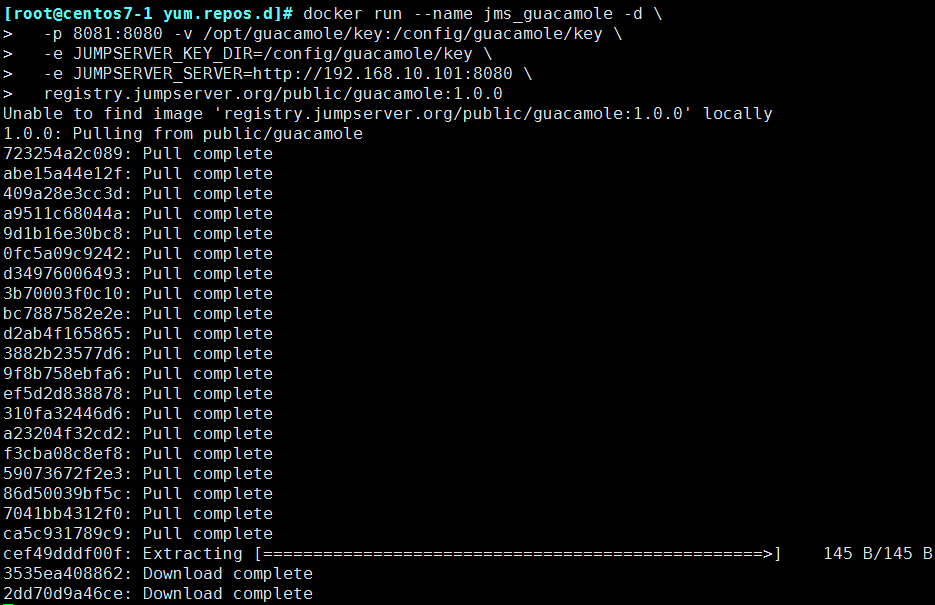 [root@centos7-1 yum.repos.d]# docker run --name jms_guacamole -d \
>   -p 8081:8080 -v /opt/guacamole/key:/config/guacamole/key \
>   -e JUMPSERVER_KEY_DIR=/config/guacamole/key \
>   -e JUMPSERVER_SERVER=http://192.168.10.101:8080 \
>   registry.jumpserver.org/public/guacamole:1.0.0
Unable to find image 'registry.jumpserver.org/public/guacamole:1.0.0' locally
1.0.0: Pulling from public/guacamole
723254a2c089: Pull complete
abe15a44e12f: Pull complete
409a28e3cc3d: Pull complete
a9511c68044a: Pull complete
9d1b16e30bc8: Pull complete
0fc5a09c9242: Pull complete
d34976006493: Pull complete
3b70003f0c10: Pull complete
bc7887582e2e: Pull complete
d2ab4f165865: Pull complete
3882b23577d6: Pull complete
9f8b758ebfa6: Pull complete
ef5d2d838878: Pull complete
310fa32446d6: Pull complete
a23204f32cd2: Pull complete
f3cba08c8ef8: Pull complete
59073672f2e3: Pull complete
86d50039bf5c: Pull complete
7041bb4312f0: Pull complete
ca5c931789c9: Pull complete
cef49dddf00f: Extracting [==================================================>]    145 B/145 B
3535ea408862: Download complete
2dd70d9a46ce: Download complete